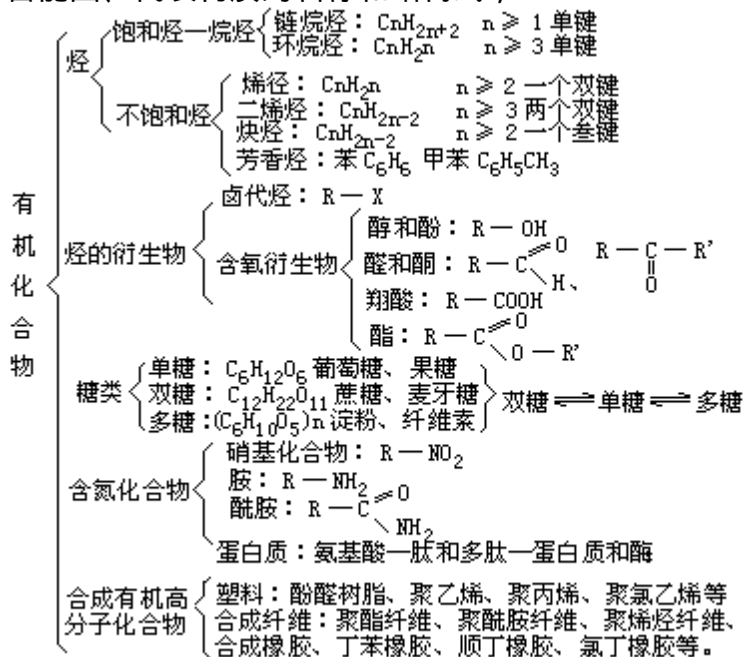 链烷烃：CnH2n+2 n ≥ 1 单键
饱和烃一烷烃
环烷烃：CnH2n n ≥ 3 单键
烃
烯径：CnH2n n ≥ 2 一个双键
二烯烃：CnH2n-2 n ≥ 3 两个双键
不饱和烃
炔烃：CnH2n-2 n ≥ 2 一个叁键
芳香烃：苯 C6H6 甲苯 C6H5CH3
有机化合物
卤代烃：R — X
烃的衍生物
含氧衍生物
醇和酚：R — OH
醛和酮：R — C O H、 R — C — R' O
羧酸：R — COOH
酯：R — C O O — R'
糖类
单糖：C6H12O6 葡萄糖、果糖
双糖：C12H22O11 蔗糖、麦牙糖
双糖 ⇌ 单糖 ⇌ 多糖
多糖：(C6H10O5)n 淀粉、纤维素
硝基化合物：R — NO2
含氮化合物
胺：R — NH2
酰胺：R — C O NH2
蛋白质：氨基酸—肽和多肽—蛋白质和酶
合成有机高
分子化合物
塑料：酚醛树脂、聚乙烯、聚丙烯、聚氯乙烯等
合成纤维：聚酯纤维、聚酰胺纤维、聚烯烃纤维、
合成橡胶、丁苯橡胶、顺丁橡胶、氯丁橡胶等。